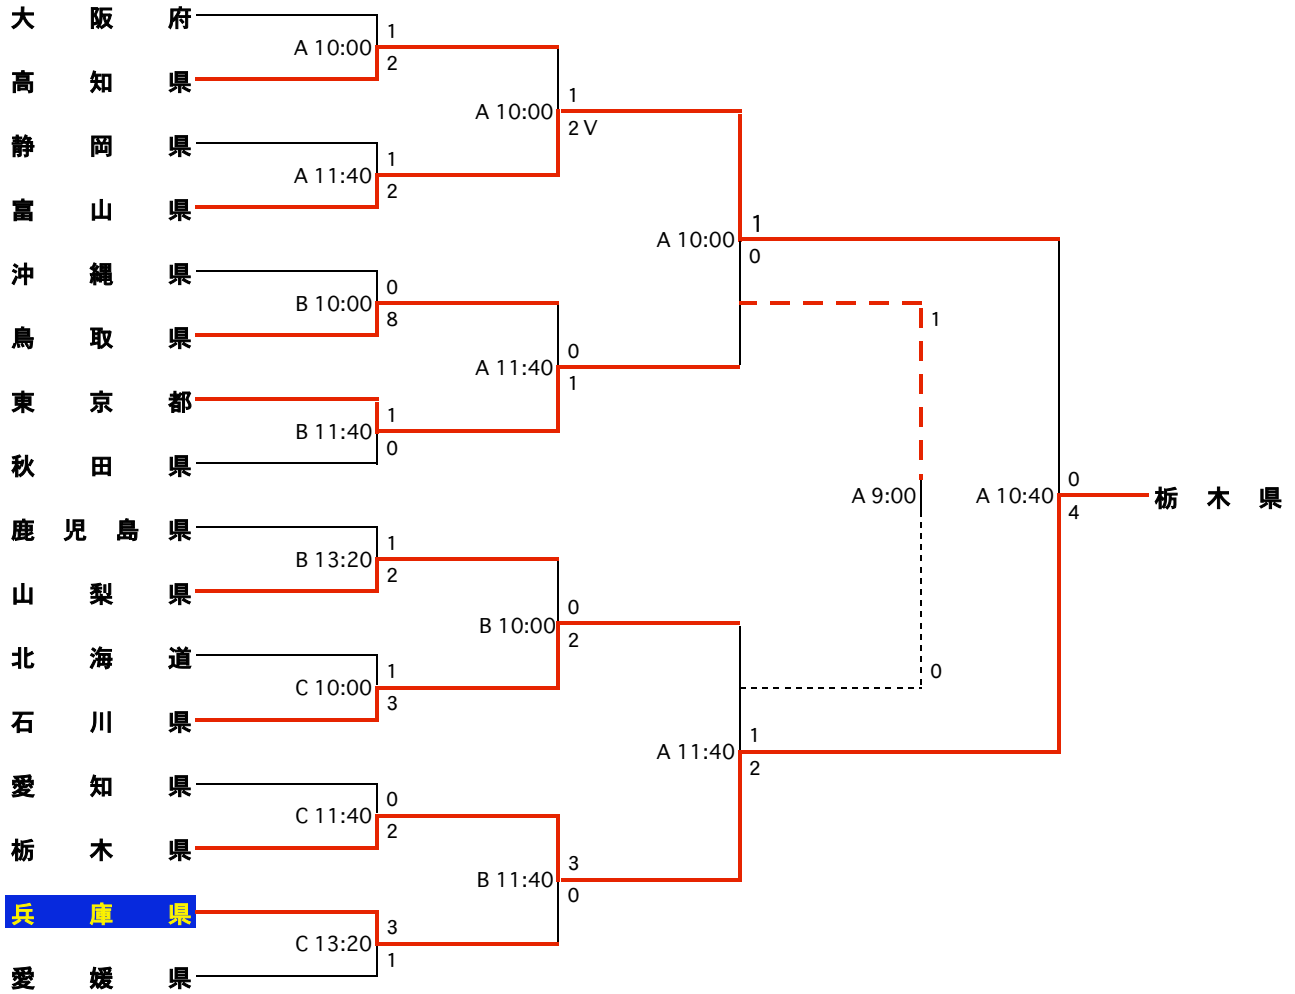 大阪府
1
A 10:00
2
高知県
1
A 10:00
2 V
静岡県
1
A 11:40
2
富山県
1
A 10:00
0
沖縄県
0
B 10:00
8
鳥取県
1
0
A 11:40
1
東京都
1
B 11:40
0
秋田県
0
A 9:00
A 10:40
栃木県
4
鹿児島県
1
B 13:20
2
山梨県
0
B 10:00
2
北海道
1
0
C 10:00
3
石川県
1
A 11:40
2
愛知県
0
C 11:40
2
栃木県
3
B 11:40
0
兵庫県
3
C 13:20
1
愛媛県